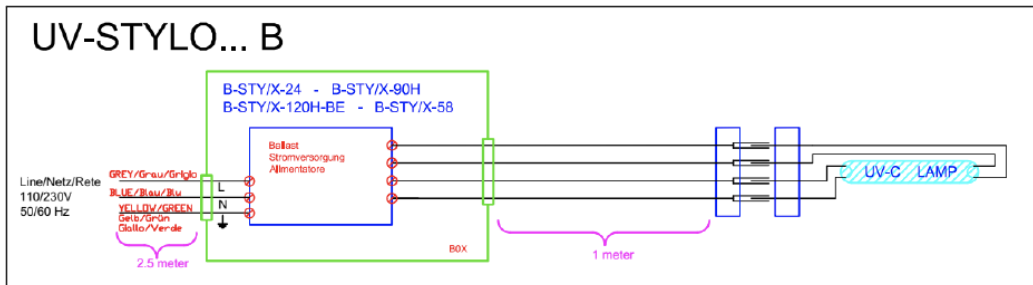 UV-STYLO... B
B-STY/X-24 - B-STY/X-90H
B-STY/X-120H-BE - B-STY/X-58
Ballast
Stromversorgung
Alimentatore
Line/Netz/Rete
110/230V
50/60 Hz
GREY/Grau/Grigio
BLUE/Blau/Blu
YELLOW/GREEN
Gelb/Grün
Giallo/Verde
L
N
2.5 meter
BOX
1 meter
UV-C LAMP